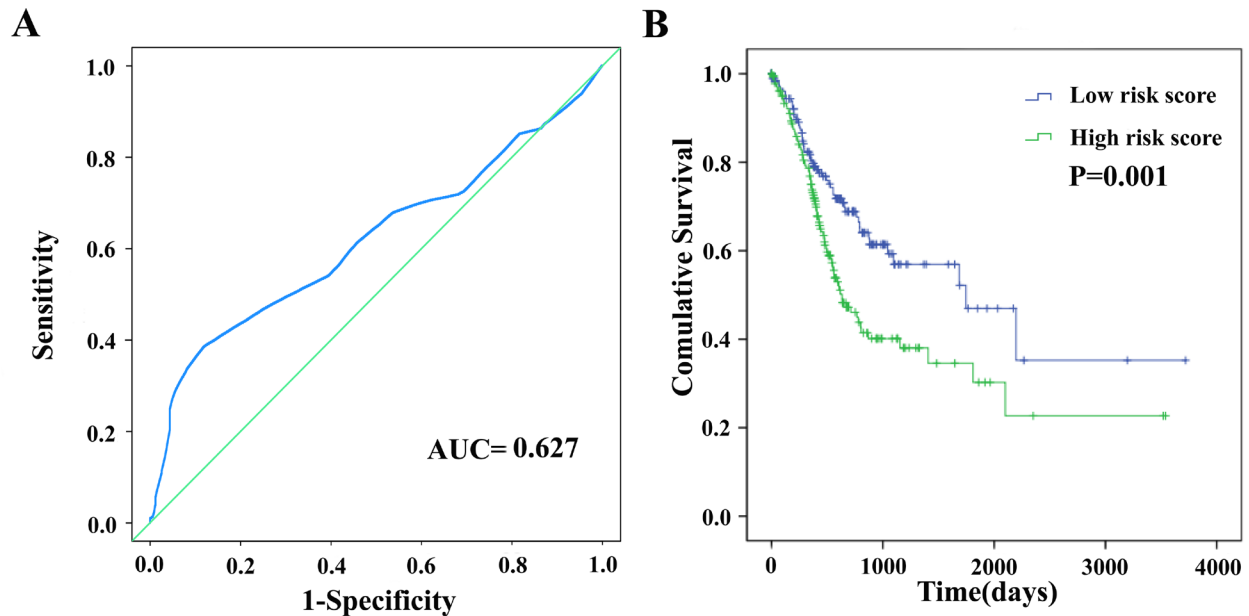 A
1.0
0.8
0.6
0.4
0.2
0.0
Sensitivity
AUC= 0.627
0.0 0.2 0.4 0.6 0.8 1.0
1-Specificity
B
1.0
0.8
0.6
0.4
0.2
0.0
Comulative Survival
Low risk score
High risk score
P=0.001
0 1000 2000 3000 4000
Time(days)